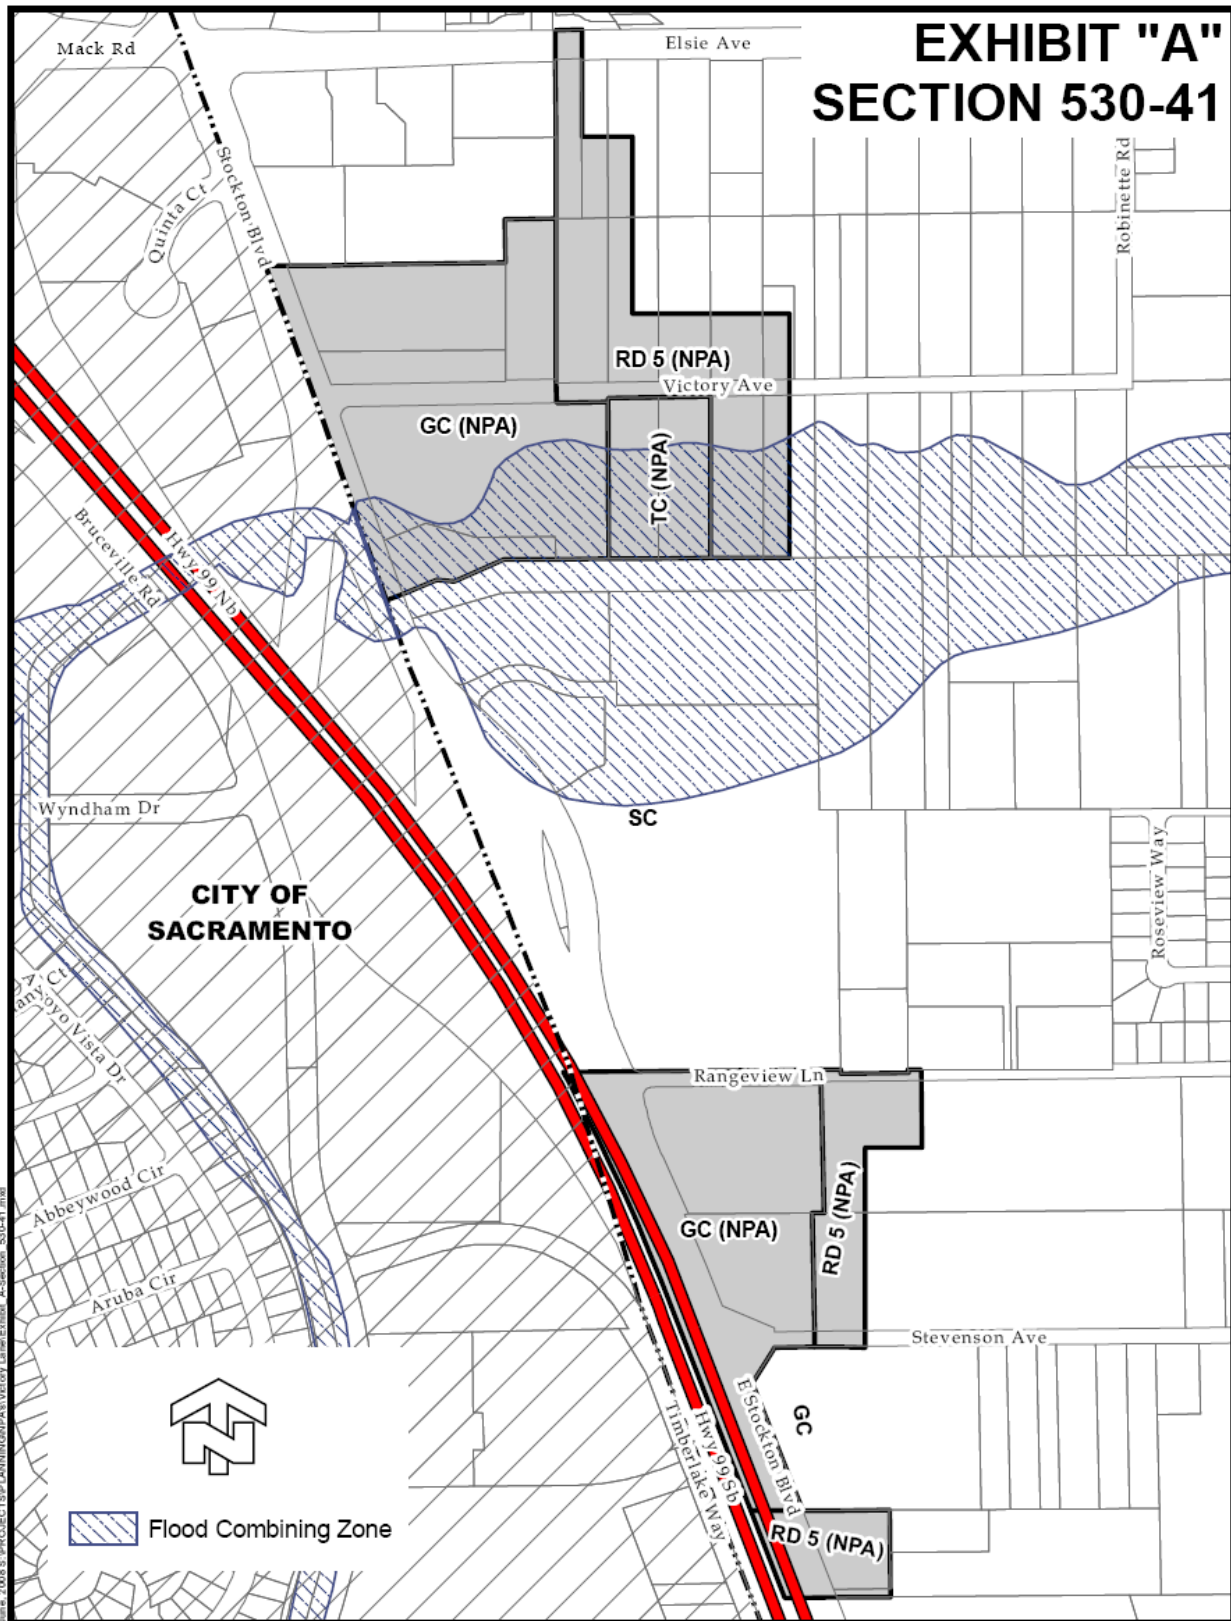 EXHIBIT "A"
SECTION 530-41
Mack Rd
Elsie Ave
Stockton Blvd
Quinta Ct
Robinette Rd
RD 5 (NPA)
Victory Ave
GC (NPA)
TC (NPA)
Hwy 99 Nb
Bruceville Rd
Wyndham Dr
SC
CITY OF
SACRAMENTO
Roseview Way
Arroyo Vista Dr
Rangeview Ln
RD 5 (NPA)
GC (NPA)
Abbeywood Cir
Aruba Cir
Stevenson Ave
E Stockton Blvd
GC
Hwy 99 Sb
Timberlake Way
RD 5 (NPA)
N
Flood Combining Zone